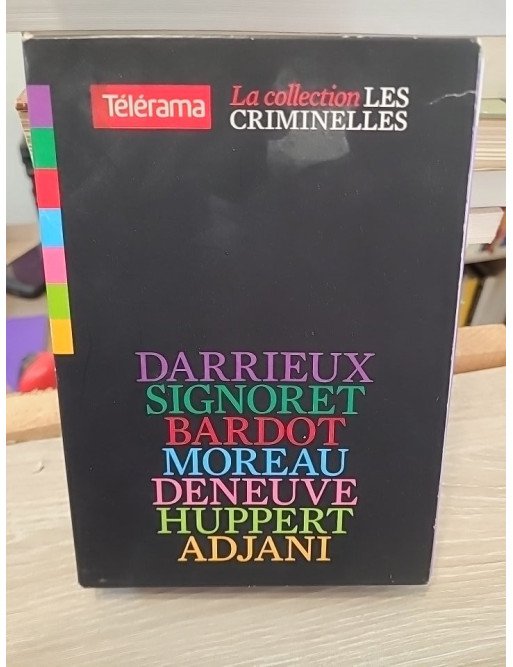 Télérama
La collection LES
CRIMINELLES
DARRIEUX
SIGNORET
BARDOT
MOREAU
DENEUVE
HUPPERT
ADJANI